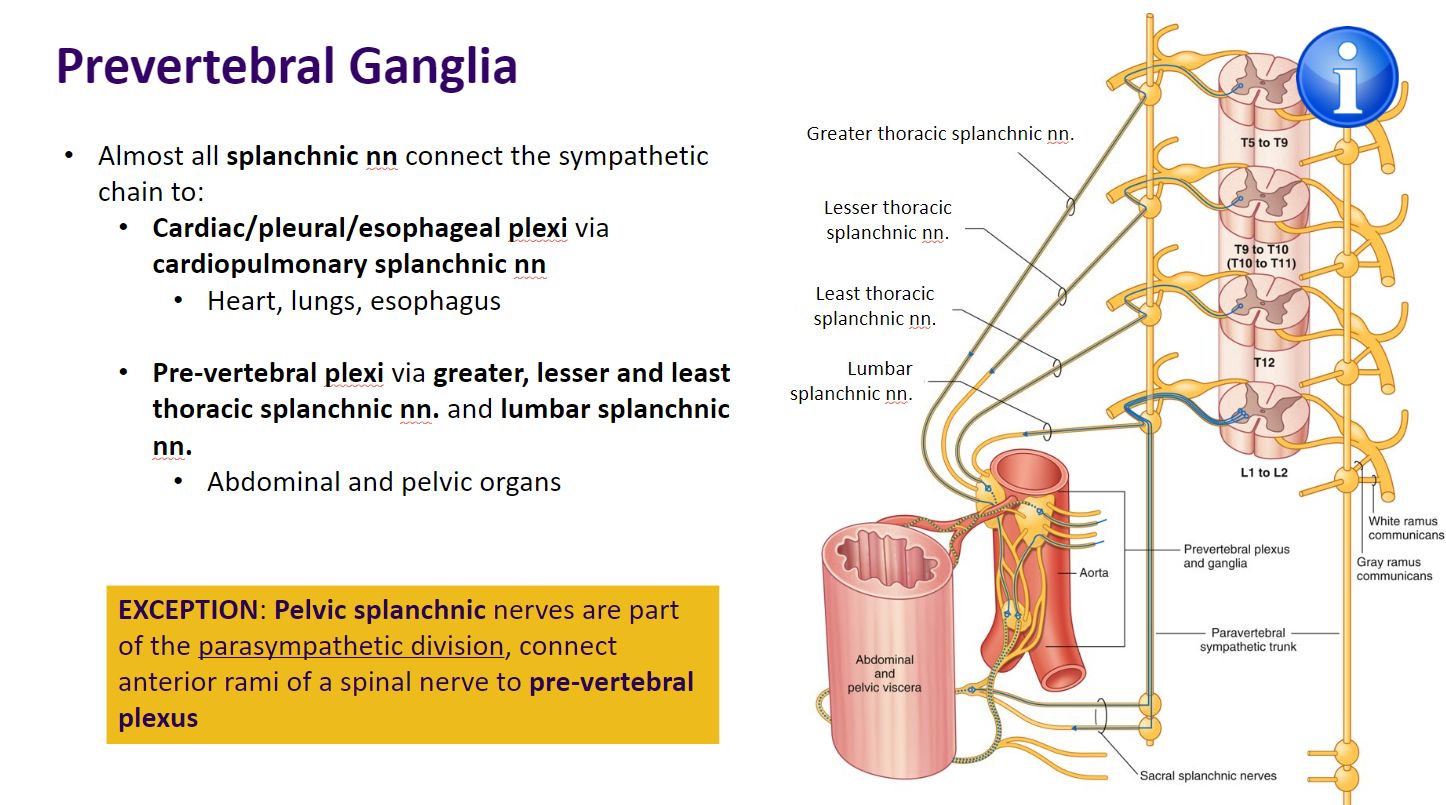 Prevertebral Ganglia
• Almost all splanchnic nn connect the sympathetic
chain to:
• Cardiac/pleural/esophageal plexi via
cardiopulmonary splanchnic nn
• Heart, lungs, esophagus
• Pre-vertebral plexi via greater, lesser and least
thoracic splanchnic nn. and lumbar splanchnic
nn.
• Abdominal and pelvic organs
EXCEPTION: Pelvic splanchnic nerves are part
of the parasympathetic division, connect
anterior rami of a spinal nerve to pre-vertebral
plexus
Greater thoracic splanchnic nn.
Lesser thoracic
splanchnic nn.
Least thoracic
splanchnic nn.
Lumbar
splanchnic nn.
i
T5 to T9
T9 to T10
(T10 to T11)
T12
L1 to L2
White ramus
communicans
Gray ramus
communicans
Prevertebral plexus
and ganglia
Aorta
Paravertebral
sympathetic trunk
Abdominal
and
pelvic viscera
Sacral splanchnic nerves